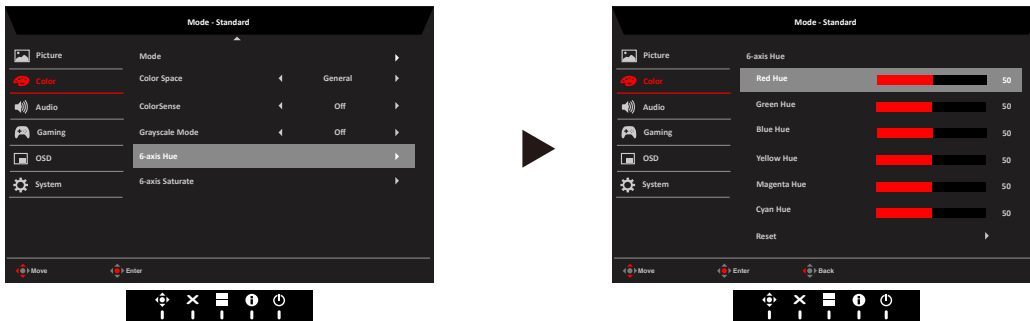 Mode - Standard
Picture
Color
Audio
Gaming
OSD
System
Mode
Color Space General
ColorSense Off
Grayscale Mode Off
6-axis Hue
6-axis Saturate
Move Enter
Mode - Standard
Picture
Color
Audio
Gaming
OSD
System
6-axis Hue
Red Hue 50
Green Hue 50
Blue Hue 50
Yellow Hue 50
Magenta Hue 50
Cyan Hue 50
Reset
Move Enter Back